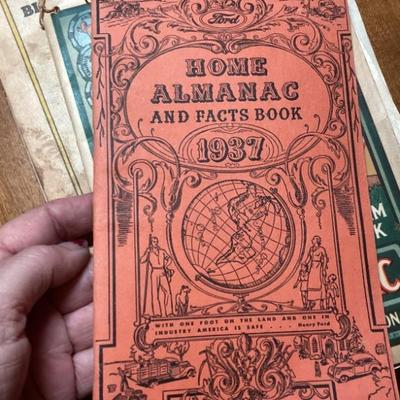 Ford
HOME
ALMANAC
AND FACTS BOOK
1937
WITH ONE FOOT ON THE LAND AND ONE IN
INDUSTRY AMERICA IS SAFE . . . . Henry Ford